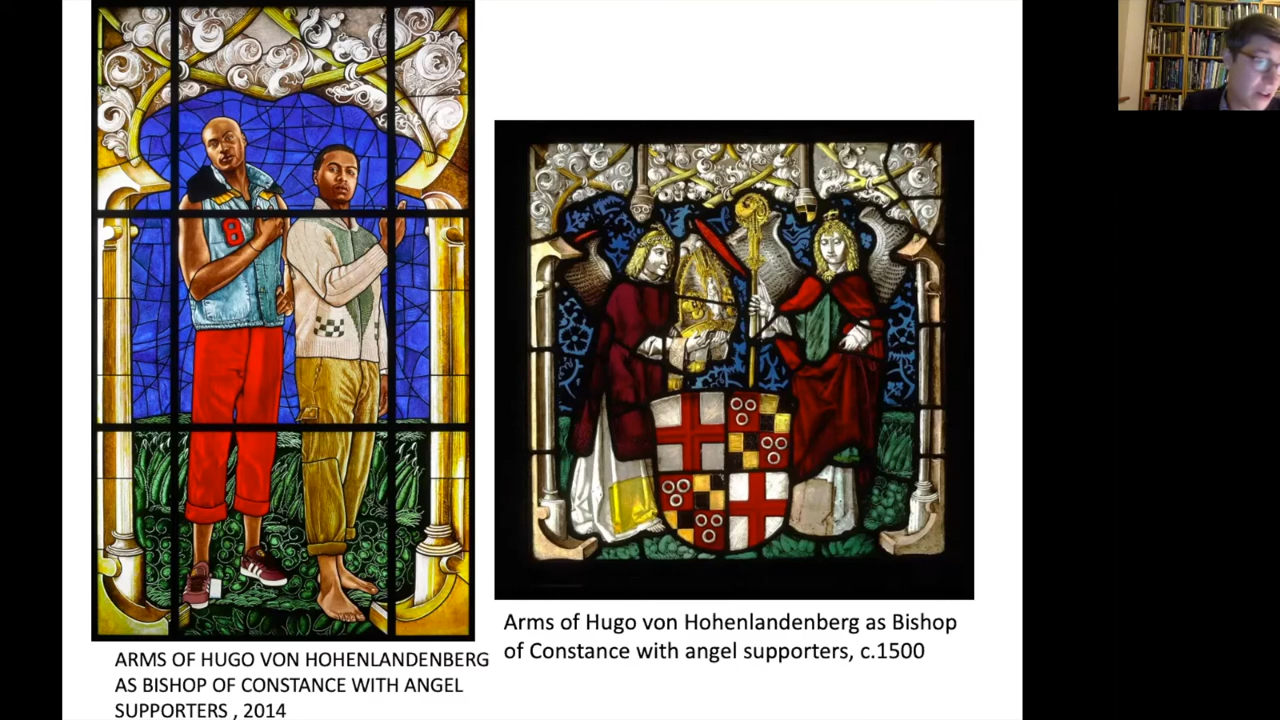 8
ARMS OF HUGO VON HOHENLANDENBERG
AS BISHOP OF CONSTANCE WITH ANGEL
SUPPORTERS , 2014
Arms of Hugo von Hohenlandenberg as Bishop
of Constance with angel supporters, c.1500